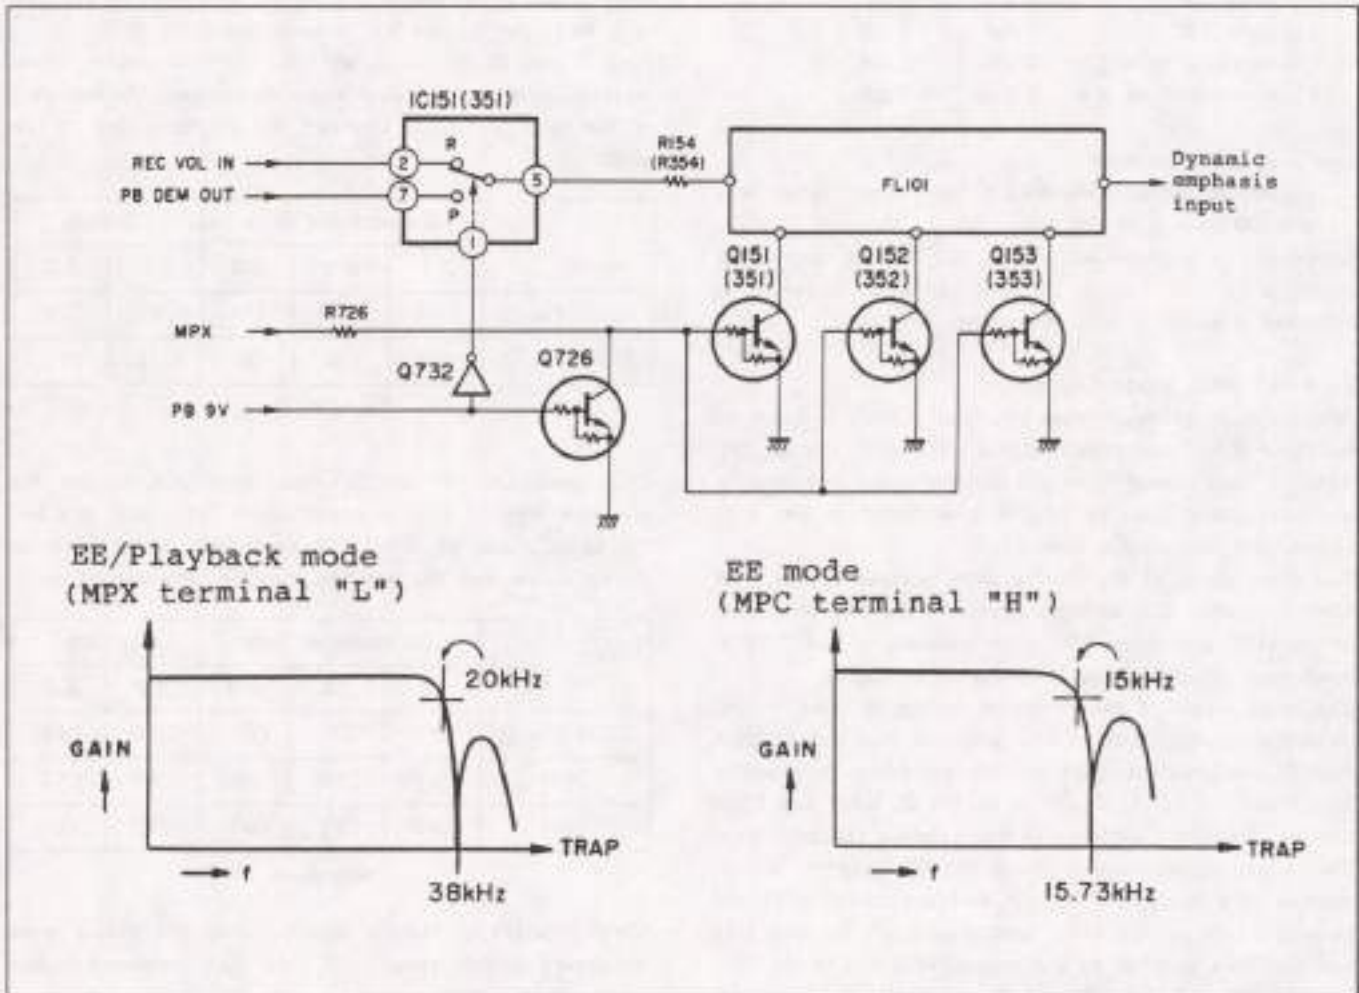 IC151(351)
R
REC VOL IN
2
PB DEM OUT
7
P
5
1
R154
(R354)
FL101
Dynamic
emphasis
input
Q151
(351)
Q152
(352)
Q153
(353)
MPX
R726
Q732
Q726
PB 9V
EE/Playback mode
(MPX terminal "L")
20kHz
GAIN
f
TRAP
38kHz
EE mode
(MPC terminal "H")
15kHz
GAIN
f
TRAP
15.73kHz